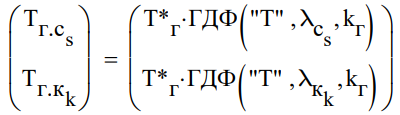 (Tг.cs) = (T*г·ГДФ("T" ,λcs,kг))
(Tг.кk) = (T*г·ГДФ("T" ,λкk,kг))